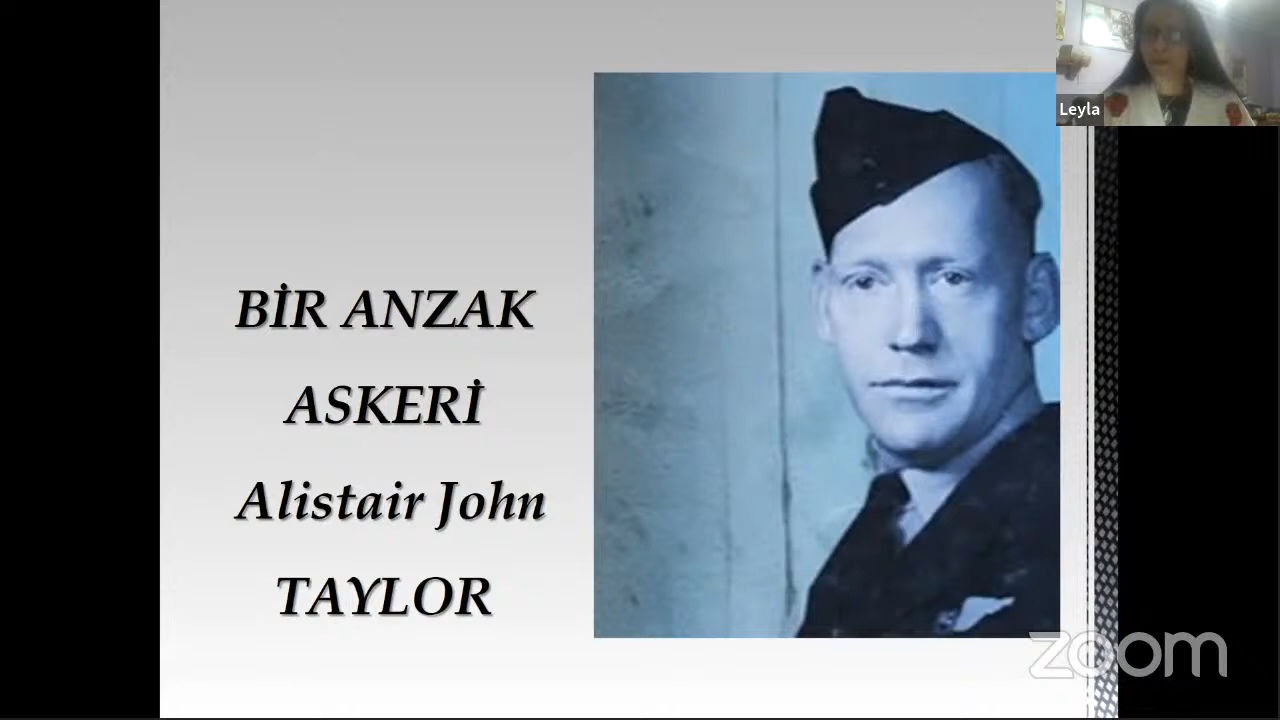 Leyla
BİR ANZAK
ASKERİ
Alistair John
TAYLOR
zoom